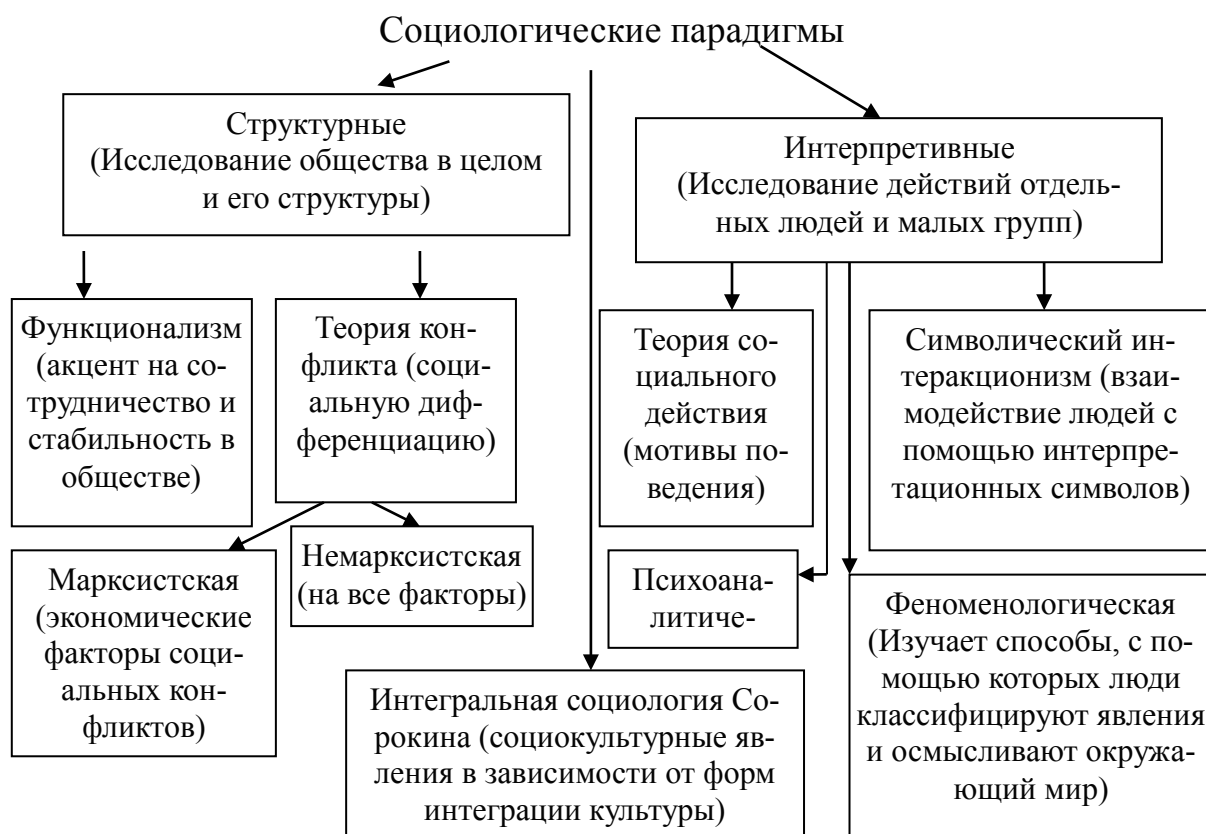 Социологические парадигмы
Структурные
(Исследование общества в целом
и его структуры)
Интерпретивные
(Исследование действий отдель-
ных людей и малых групп)
Функционализм
(акцент на со-
трудничество и
стабильность в
обществе)
Теория кон-
фликта (соци-
альную диф-
ференциацию)
Теория со-
циального
действия
(мотивы по-
ведения)
Символический ин-
теракционизм (взаи-
модействие людей с
помощью интерпре-
тационных символов)
Марксистская
(экономические
факторы соци-
альных кон-
фликтов)
Немарксистская
(на все факторы)
Психоана-
литиче-
Феноменологическая
(Изучает способы, с по-
мощью которых люди
классифицируют явления
и осмысливают окружа-
ющий мир)
Интегральная социология Со-
рокина (социокультурные яв-
ления в зависимости от форм
интеграции культуры)